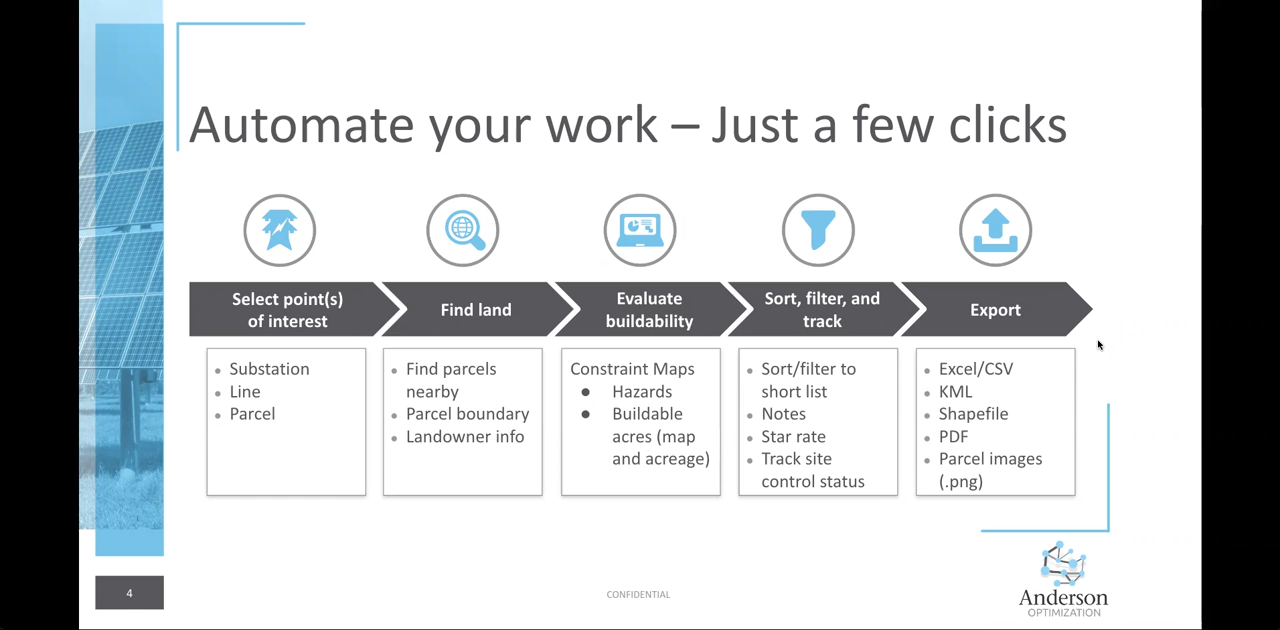 Automate your work – Just a few clicks
Select point(s)
of interest
Find land
Evaluate
buildability
Sort, filter, and
track
Export
• Substation
• Line
• Parcel
• Find parcels
nearby
• Parcel boundary
• Landowner info
Constraint Maps
● Hazards
● Buildable
acres (map
and acreage)
• Sort/filter to
short list
• Notes
• Star rate
• Track site
control status
• Excel/CSV
• KML
• Shapefile
• PDF
• Parcel images
(.png)
4
CONFIDENTIAL
Anderson
OPTIMIZATION